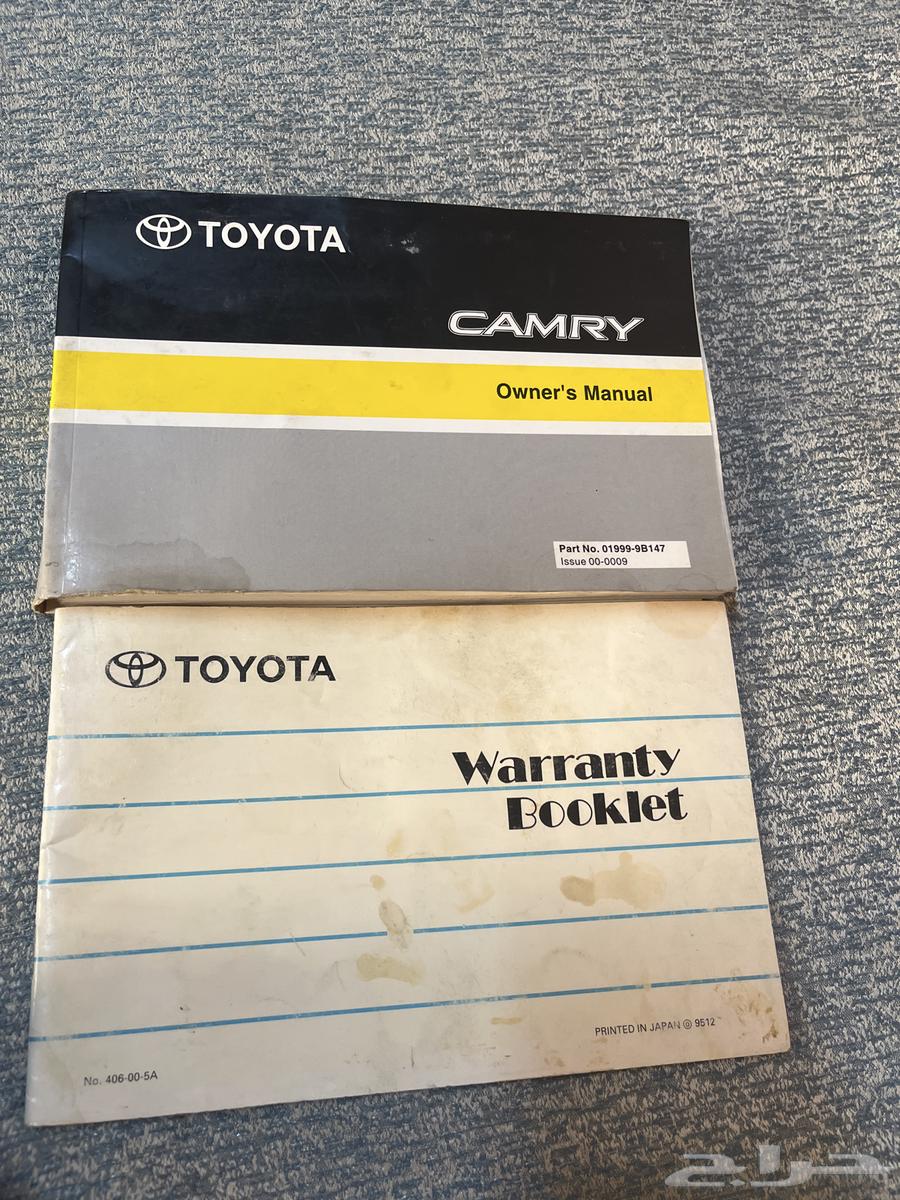 TOYOTA
CAMRY
Owner's Manual
Part No. 01999-9B147
Issue 00-0009
TOYOTA
Warranty
Booklet
PRINTED IN JAPAN © 9512
No. 406-00-5A
حراج